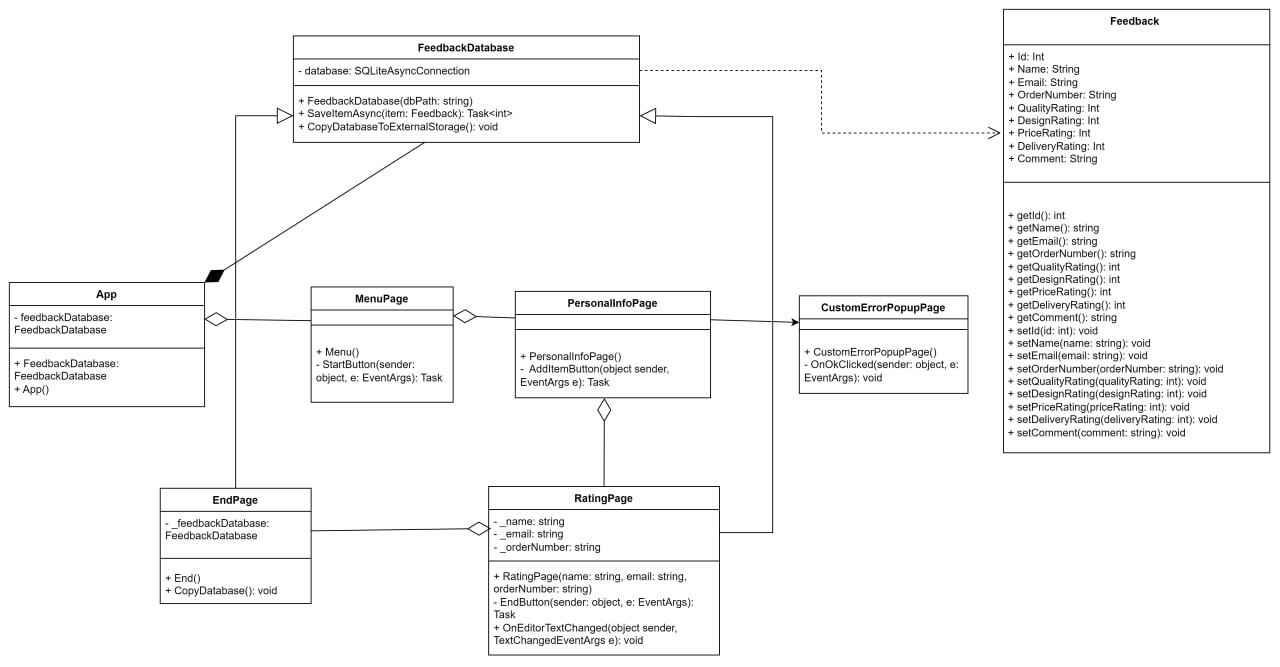 FeedbackDatabase
- database: SQLiteAsyncConnection
+ FeedbackDatabase(dbPath: string)
+ SaveItemAsync(item: Feedback): Task<int>
+ CopyDatabaseToExternalStorage(): void
Feedback
+ Id: Int
+ Name: String
+ Email: String
+ OrderNumber: String
+ QualityRating: Int
+ DesignRating: Int
+ PriceRating: Int
+ DeliveryRating: Int
+ Comment: String
+ getId(): int
+ getName(): string
+ getEmail(): string
+ getOrderNumber(): string
+ getQualityRating(): int
+ getDesignRating(): int
+ getPriceRating(): int
+ getDeliveryRating(): int
+ getComment(): string
+ setId(id: int): void
+ setName(name: string): void
+ setEmail(email: string): void
+ setOrderNumber(orderNumber: string): void
+ setQualityRating(qualityRating: int): void
+ setDesignRating(designRating: int): void
+ setPriceRating(priceRating: int): void
+ setDeliveryRating(deliveryRating: int): void
+ setComment(comment: string): void
App
- feedbackDatabase:
FeedbackDatabase
+ FeedbackDatabase:
FeedbackDatabase
+ App()
MenuPage
+ Menu()
- StartButton(sender:
object, e: EventArgs): Task
PersonalInfoPage
+ PersonalInfoPage()
- AddItemButton(object sender,
EventArgs e): Task
CustomErrorPopupPage
+ CustomErrorPopupPage()
- OnOkClicked(sender: object, e:
EventArgs): void
EndPage
- _feedbackDatabase:
FeedbackDatabase
+ End()
+ CopyDatabase(): void
RatingPage
- _name: string
- _email: string
- _orderNumber: string
+ RatingPage(name: string, email: string,
orderNumber: string)
- EndButton(sender: object, e: EventArgs):
Task
+ OnEditorTextChanged(object sender,
TextChangedEventArgs e): void